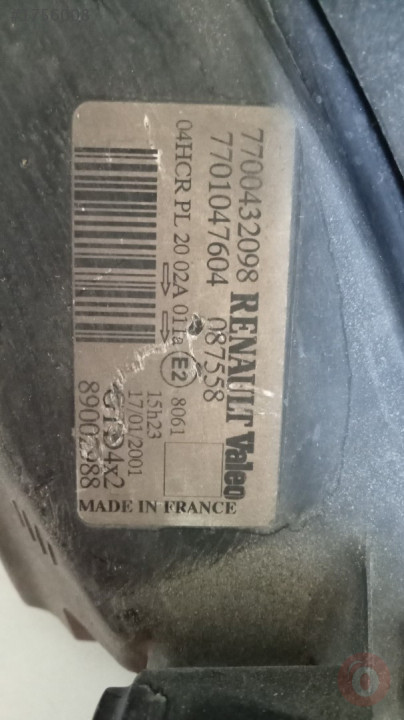 7700432098 RENAULT Valeo
7701047604 087558
04HCR PL 20 02A 011a E2 8061
15h23
17/01/2001
4x2
89002988
MADE IN FRANCE